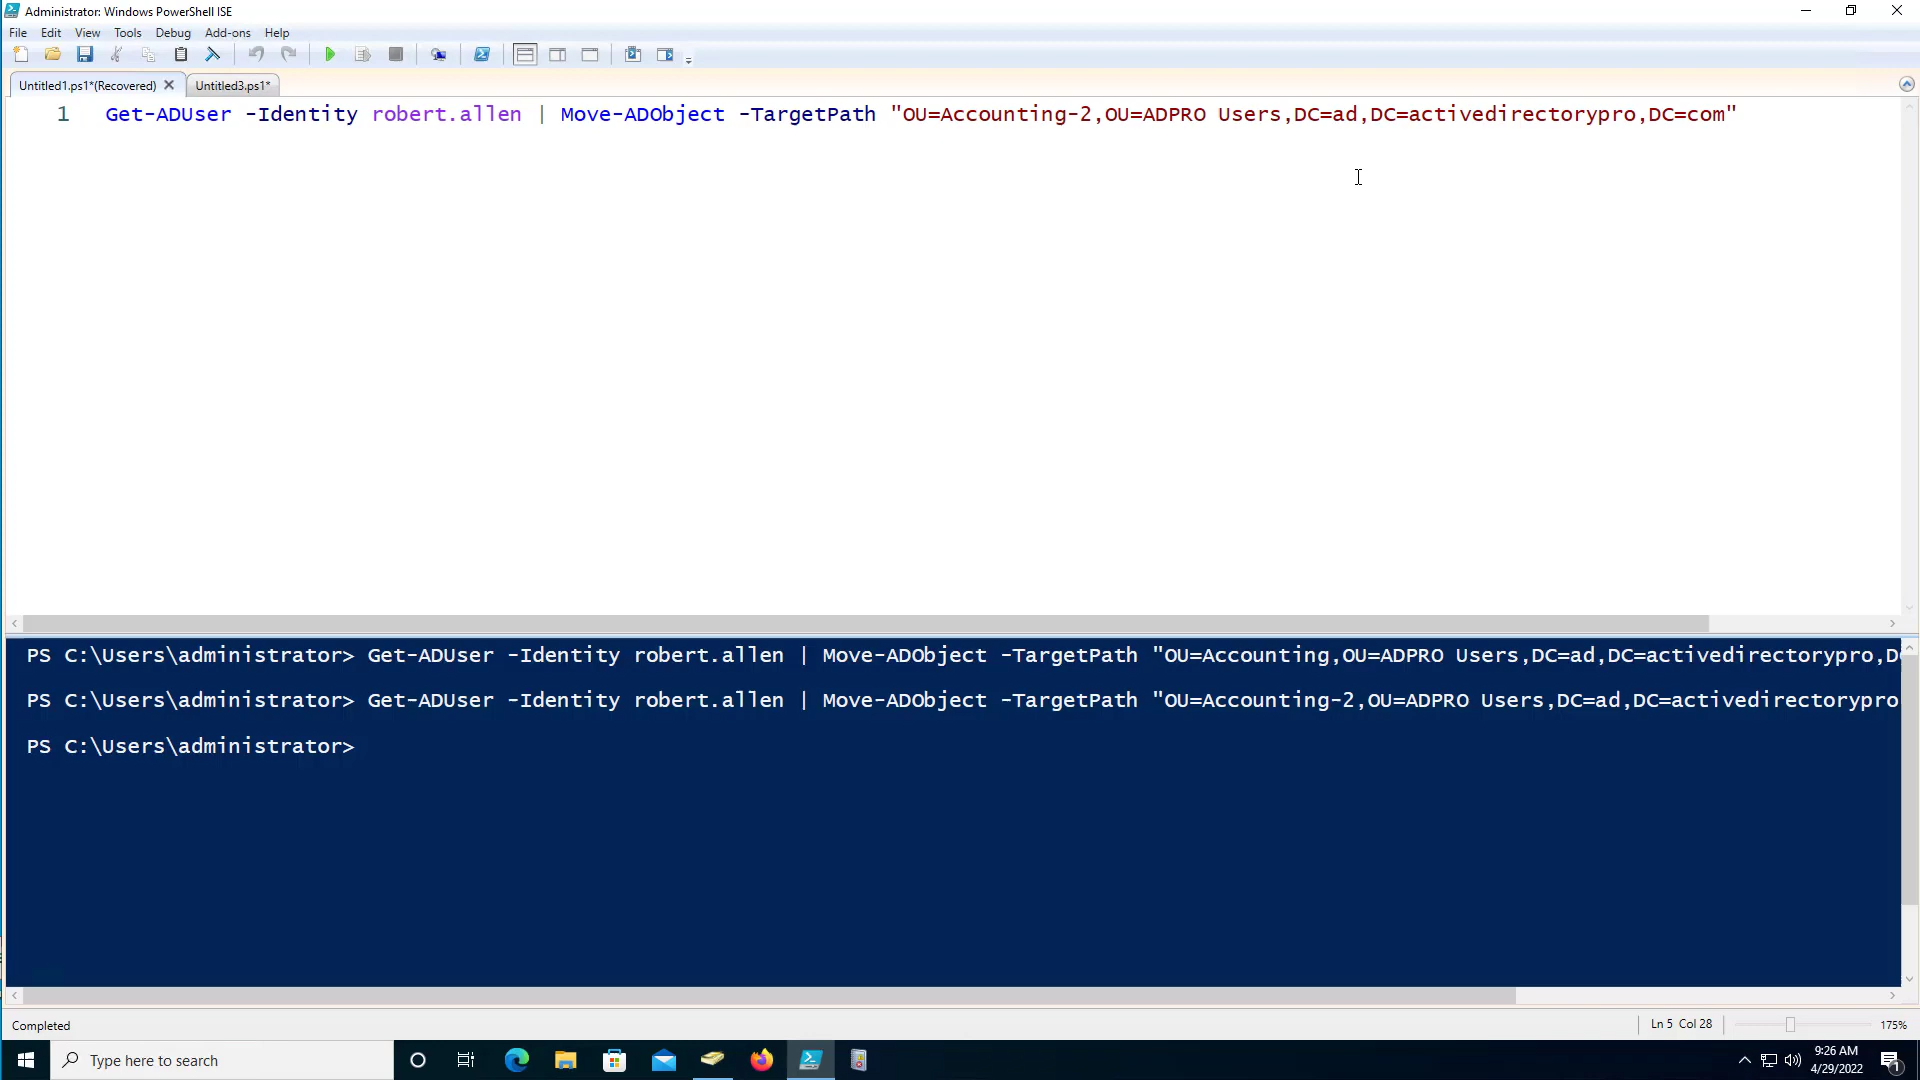 Administrator: Windows PowerShell ISE
File Edit View Tools Debug Add-ons Help
Untitled1.ps1*(Recovered) Untitled3.ps1*
1 Get-ADUser -Identity robert.allen | Move-ADObject -TargetPath "OU=Accounting-2,OU=ADPRO Users,DC=ad,DC=activedirectorypro,DC=com"
PS C:\Users\administrator> Get-ADUser -Identity robert.allen | Move-ADObject -TargetPath "OU=Accounting,OU=ADPRO Users,DC=ad,DC=activedirectorypro,D
PS C:\Users\administrator> Get-ADUser -Identity robert.allen | Move-ADObject -TargetPath "OU=Accounting-2,OU=ADPRO Users,DC=ad,DC=activedirectorypro
PS C:\Users\administrator>
Completed
Ln 5 Col 28
175%
Type here to search
9:26 AM
4/29/2022
1